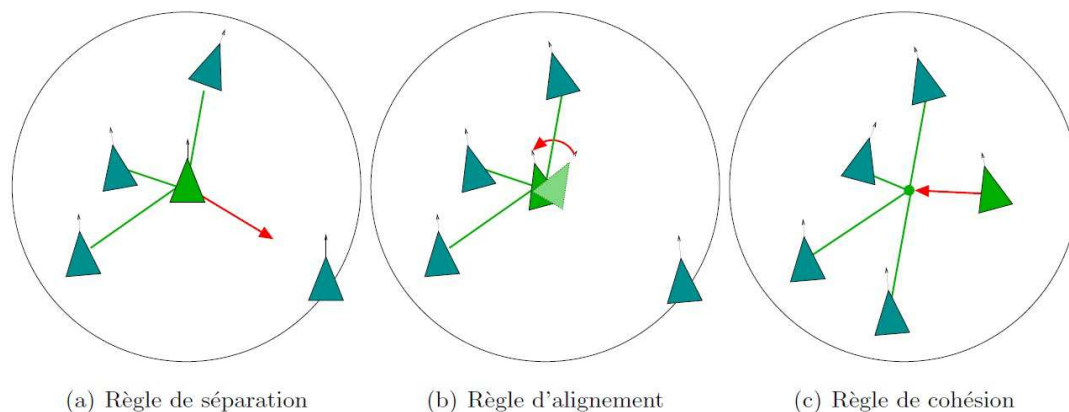 (a) Règle de séparation
(b) Règle d'alignement
(c) Règle de cohésion